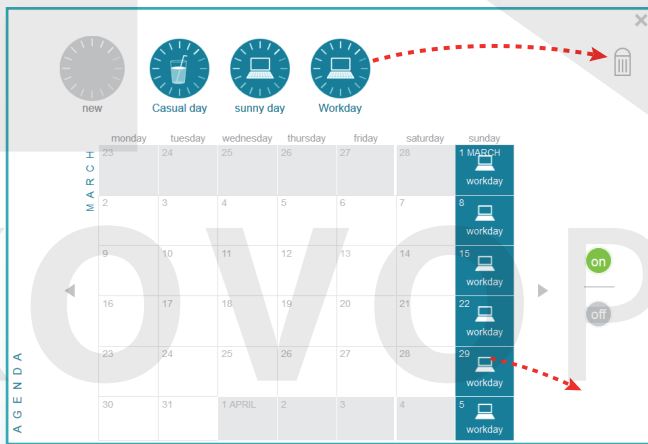 new Casual day sunny day Workday
monday tuesday wednesday thursday friday saturday sunday
MARCH
23 24 25 26 27 28 1 MARCH
workday
2 3 4 5 6 7 8
workday
9 10 11 12 13 14 15
workday
on
16 17 18 19 20 21 22
workday
off
23 24 25 26 27 28 29
workday
30 31 1 APRIL 2 3 4 5
workday
AGENDA
OVOP